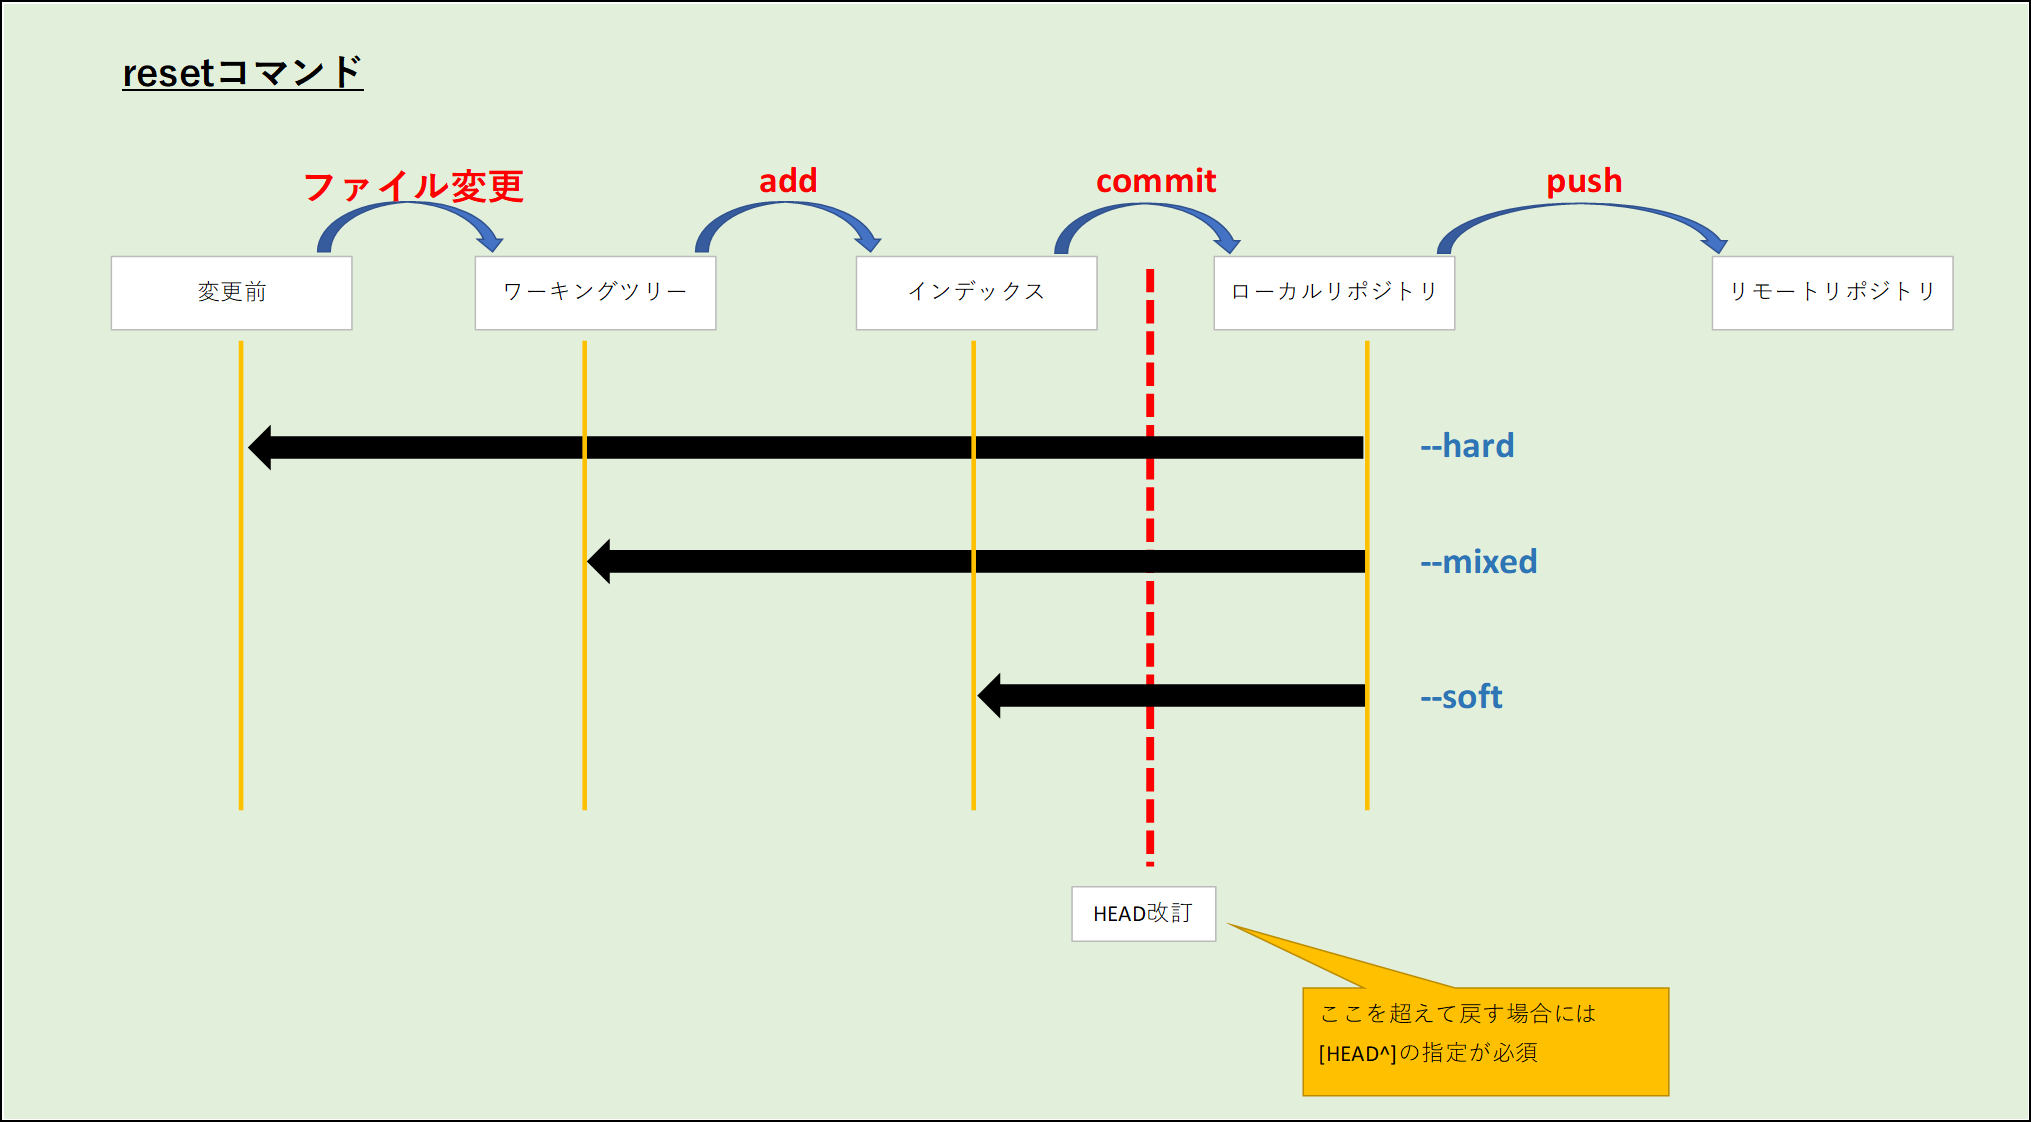 resetコマンド
ファイル変更
add
commit
push
変更前
ワーキングツリー
インデックス
ローカルリポジトリ
リモートリポジトリ
--hard
--mixed
--soft
HEAD改訂
ここを超えて戻す場合には
[HEAD^]の指定が必須